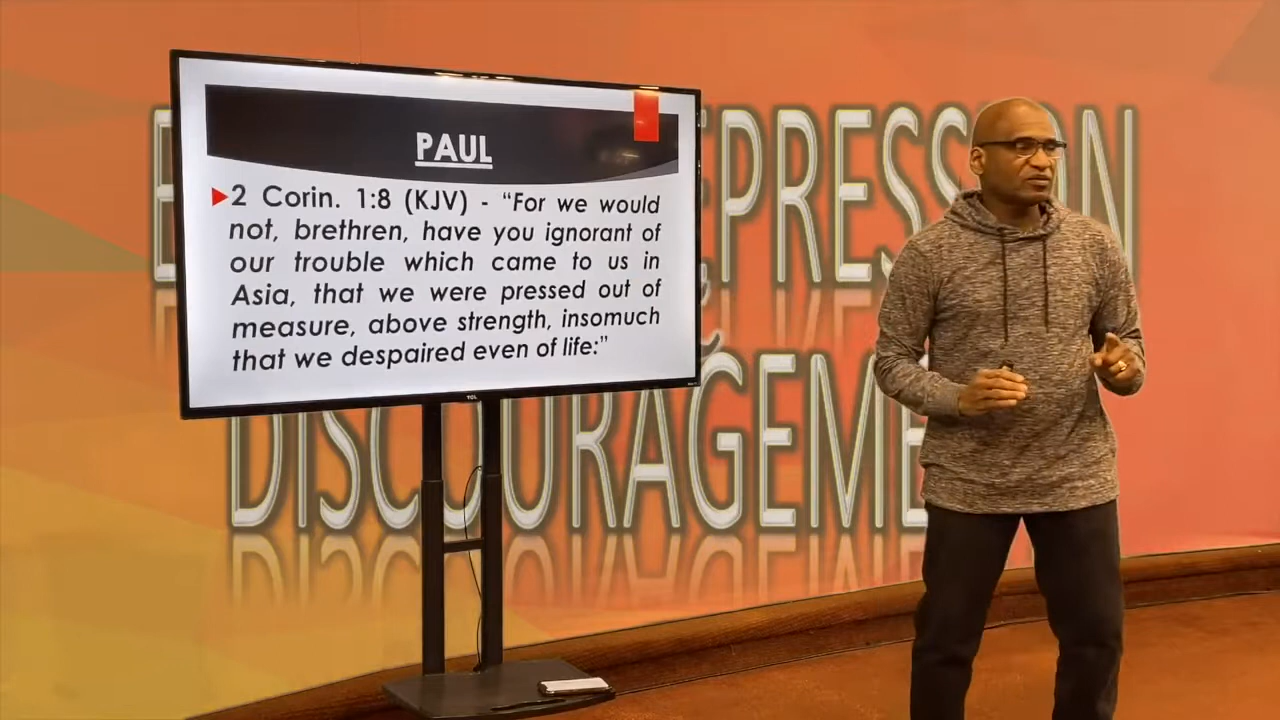 PAUL
2 Corin. 1:8 (KJV) - “For we would
not, brethren, have you ignorant of
our trouble which came to us in
Asia, that we were pressed out of
measure, above strength, insomuch
that we despaired even of life:”
TCL
EPRESSION
DISCOURAGEME